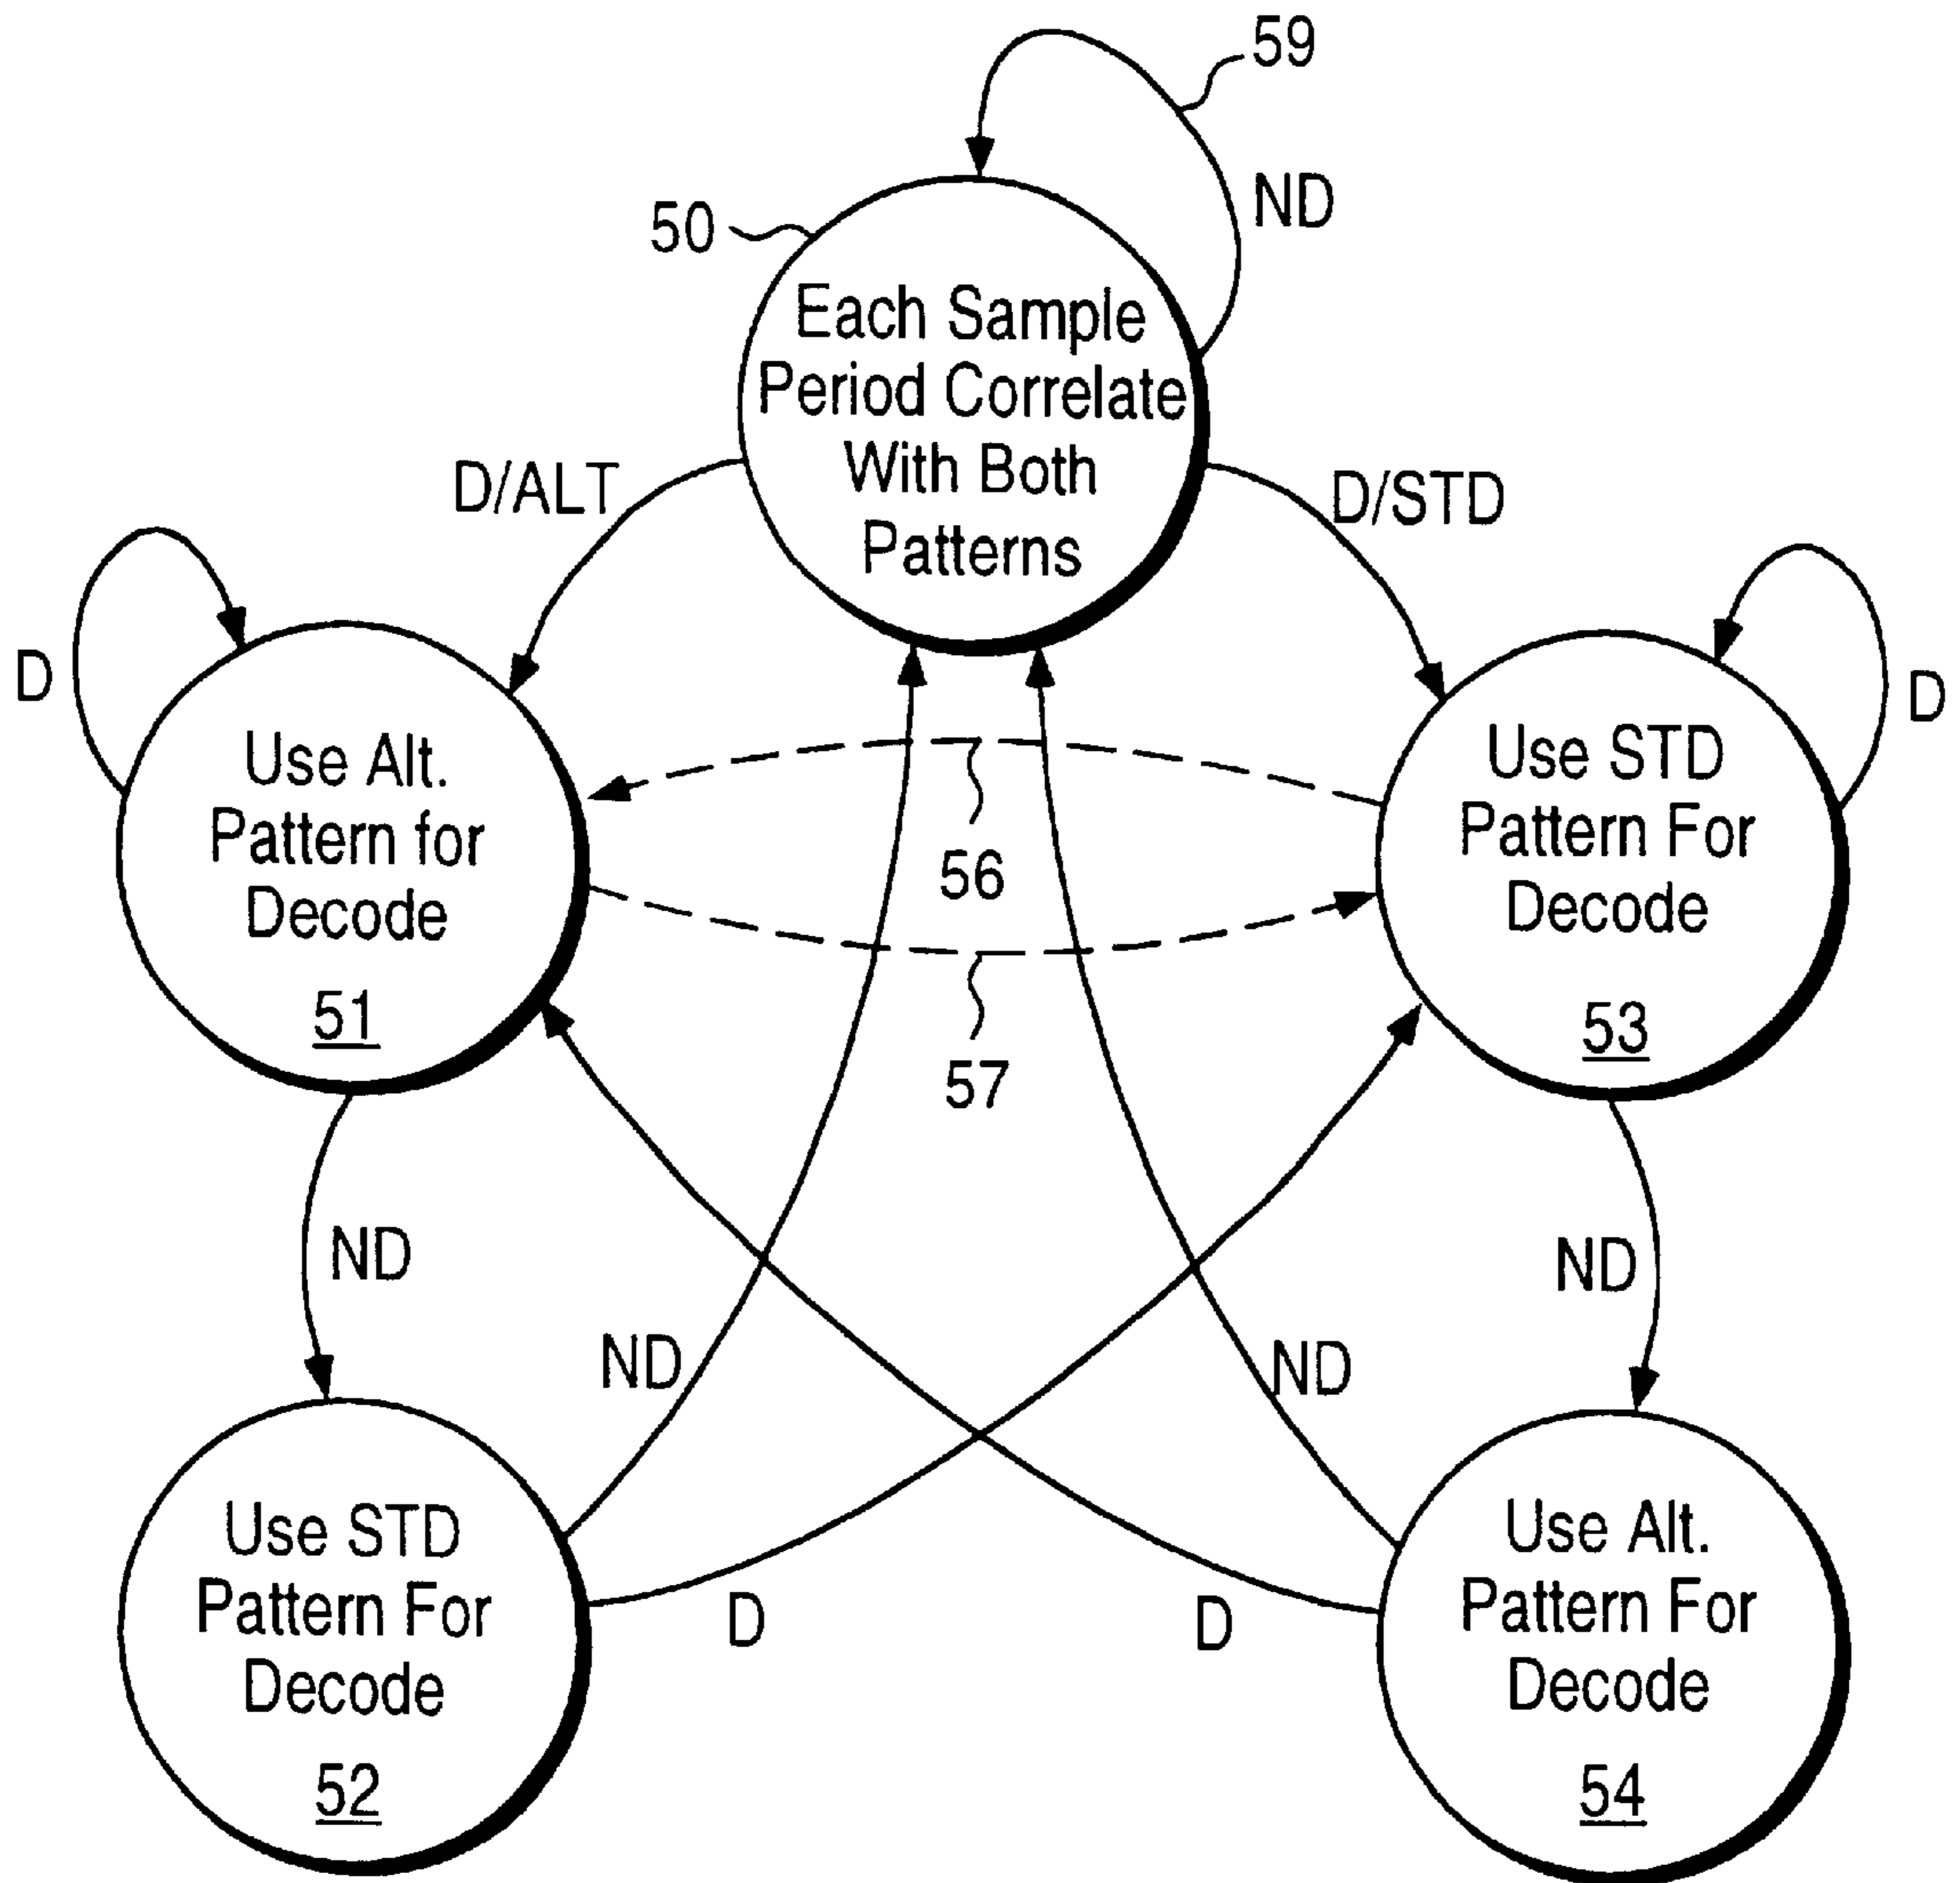 59
ND
50
Each Sample
Period Correlate
With Both
Patterns
D/ALT
D/STD
D
D
Use Alt.
Pattern for
Decode
51
Use STD
Pattern For
Decode
53
56
57
ND
ND
ND
ND
Use STD
Pattern For
Decode
52
D
D
Use Alt.
Pattern For
Decode
54